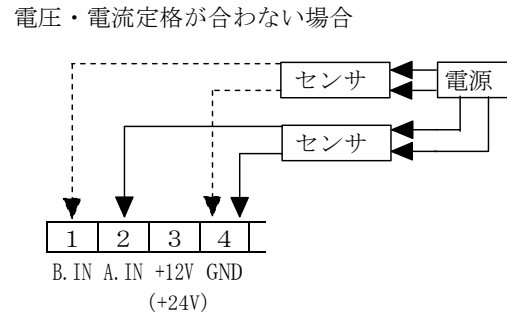 電圧・電流定格が合わない場合
センサ 電源
センサ
1 2 3 4
B.IN A.IN +12V GND
(+24V)